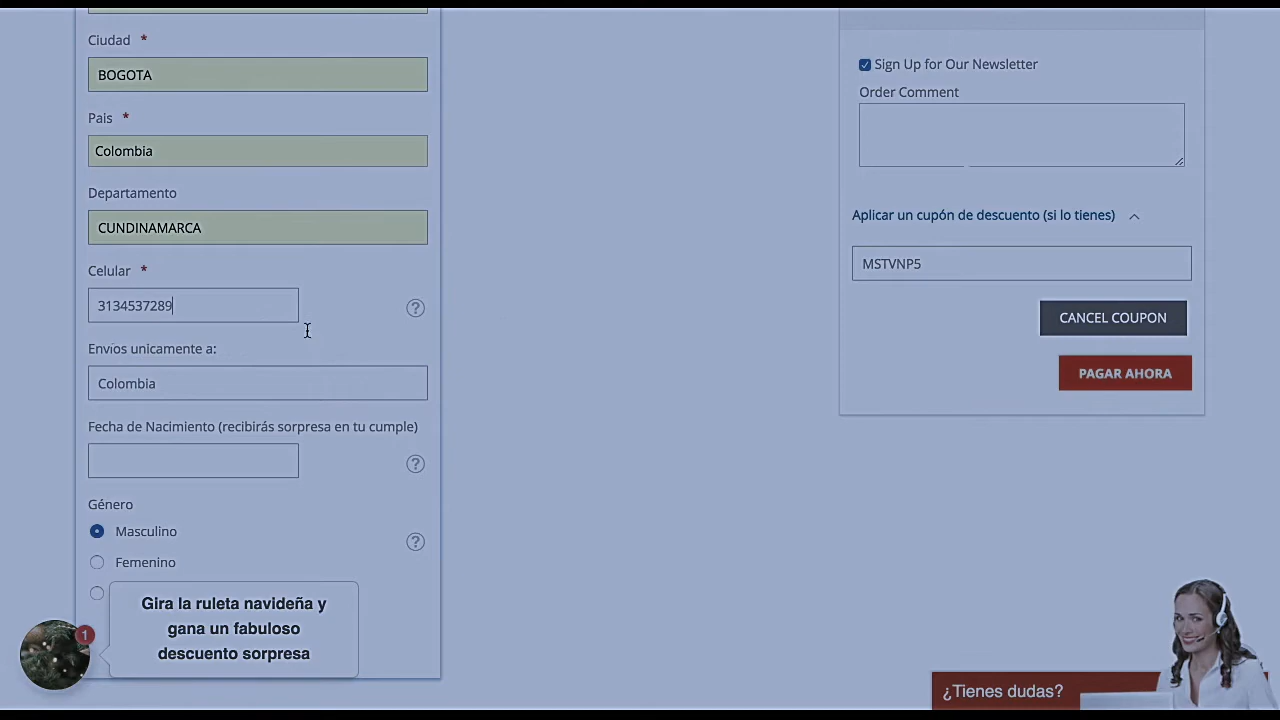 Ciudad *
BOGOTA
Pais *
Colombia
Departamento
CUNDINAMARCA
Celular *
3134537289
?
Envíos unicamente a:
Colombia
Fecha de Nacimiento (recibirás sorpresa en tu cumple)
?
Género
Masculino
?
Femenino
Gira la ruleta navideña y
gana un fabuloso
descuento sorpresa
1
Sign Up for Our Newsletter
Order Comment
Aplicar un cupón de descuento (si lo tienes)
MSTVNP5
CANCEL COUPON
PAGAR AHORA
¿Tienes dudas?